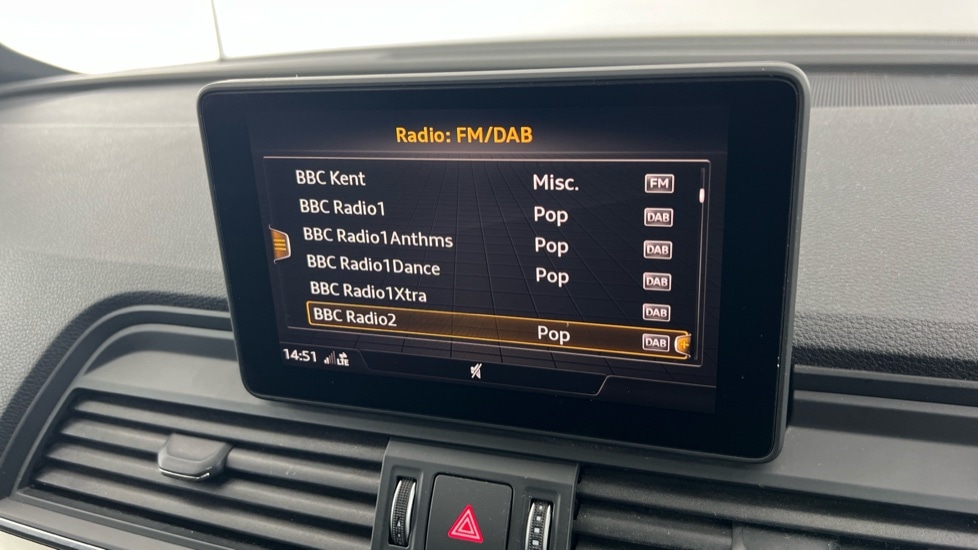 Radio: FM/DAB
BBC Kent Misc. FM
BBC Radio1 Pop DAB
BBC Radio1Anthms Pop DAB
BBC Radio1Dance Pop DAB
BBC Radio1Xtra DAB
BBC Radio2 Pop DAB
14:51 LTE